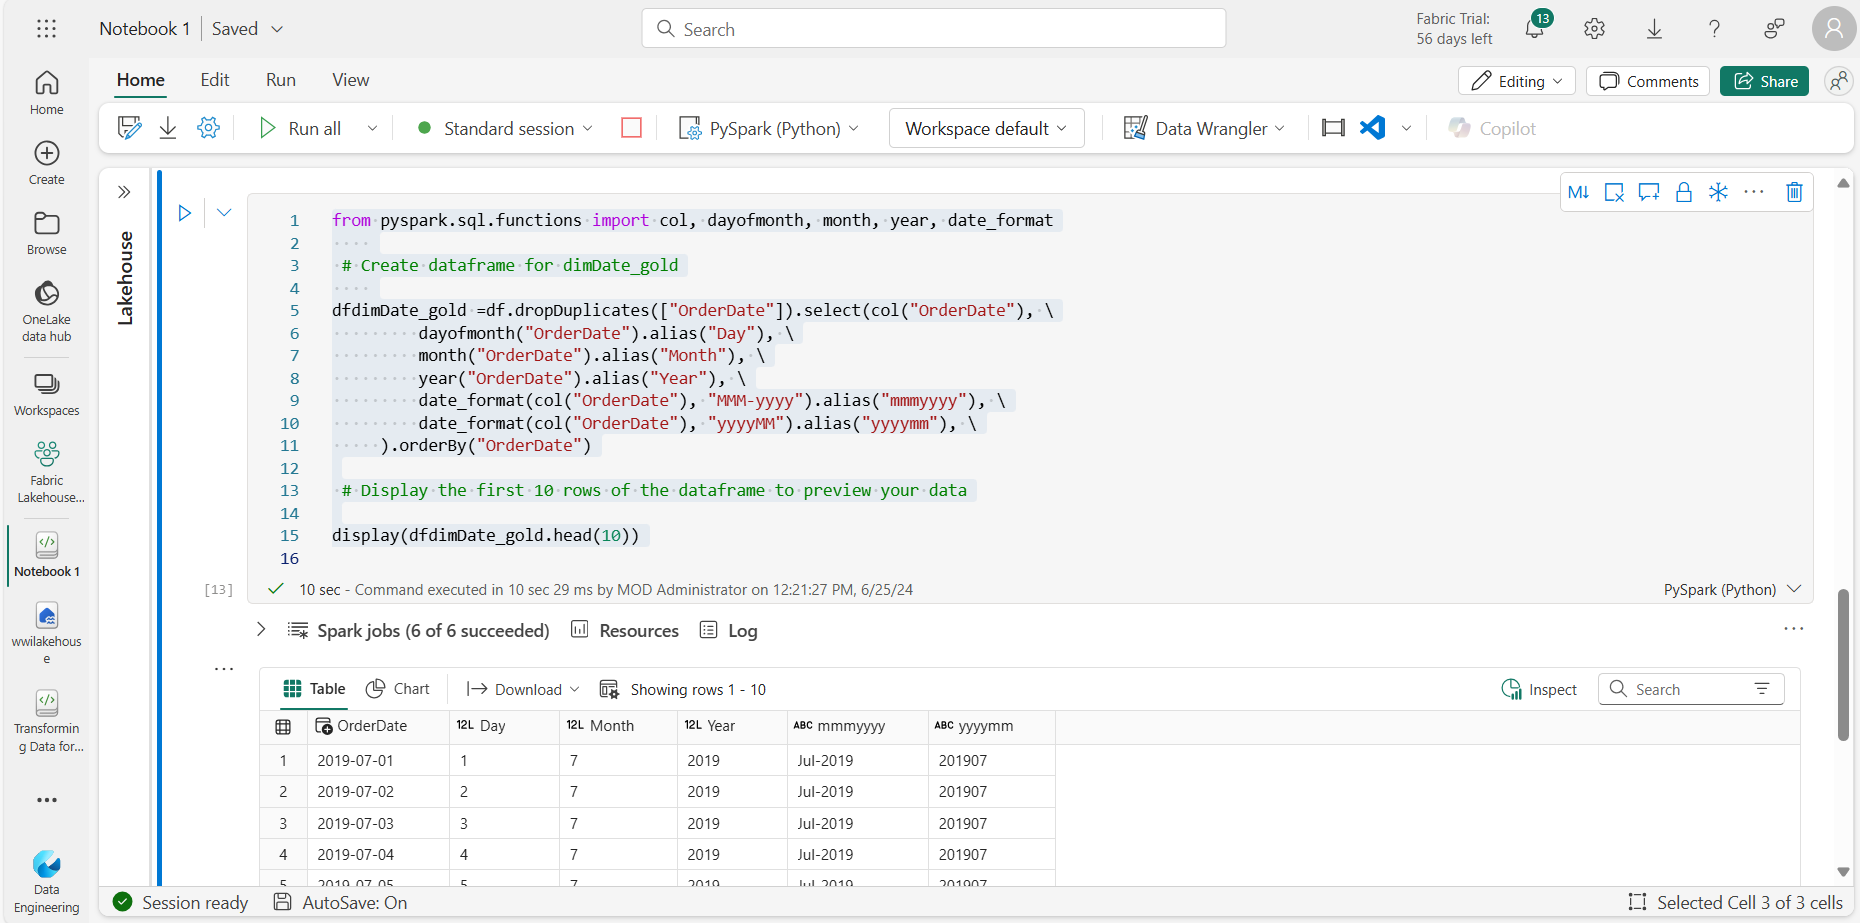 Notebook 1 | Saved
Search
Fabric Trial:
56 days left
13
Home
Edit
Run
View
Editing
Comments
Share
Run all
Standard session
PySpark (Python)
Workspace default
Data Wrangler
Copilot
Home
Create
Browse
OneLake
data hub
Workspaces
Fabric
Lakehouse...
Notebook 1
wwilakehous
e
Transformin
g Data for...
Data
Engineering
Lakehouse
M↓
1 from pyspark.sql.functions import col, dayofmonth, month, year, date_format
2
3 # Create dataframe for dimDate_gold
4
5 dfdimDate_gold =df.dropDuplicates(["OrderDate"]).select(col("OrderDate"), \
6 dayofmonth("OrderDate").alias("Day"), \
7 month("OrderDate").alias("Month"), \
8 year("OrderDate").alias("Year"), \
9 date_format(col("OrderDate"), "MMM-yyyy").alias("mmmyyyy"), \
10 date_format(col("OrderDate"), "yyyyMM").alias("yyyymm"), \
11 ).orderBy("OrderDate")
12
13 # Display the first 10 rows of the dataframe to preview your data
14
15 display(dfdimDate_gold.head(10))
16
[13] 10 sec - Command executed in 10 sec 29 ms by MOD Administrator on 12:21:27 PM, 6/25/24 PySpark (Python)
Spark jobs (6 of 6 succeeded) Resources Log
Table Chart Download Showing rows 1 - 10 Inspect Search
OrderDate 12L Day 12L Month 12L Year ABC mmmyyyy ABC yyyymm
1 2019-07-01 1 7 2019 Jul-2019 201907
2 2019-07-02 2 7 2019 Jul-2019 201907
3 2019-07-03 3 7 2019 Jul-2019 201907
4 2019-07-04 4 7 2019 Jul-2019 201907
5 2019-07-05 5 7 2019 Jul-2019 201907
Session ready AutoSave: On Selected Cell 3 of 3 cells